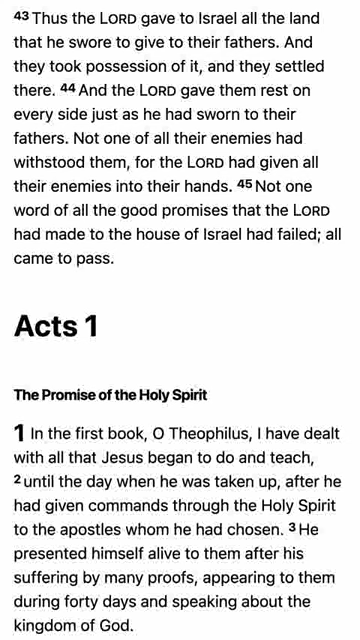 43 Thus the LORD gave to Israel all the land
that he swore to give to their fathers. And
they took possession of it, and they settled
there. 44 And the LORD gave them rest on
every side just as he had sworn to their
fathers. Not one of all their enemies had
withstood them, for the LORD had given all
their enemies into their hands. 45 Not one
word of all the good promises that the LORD
had made to the house of Israel had failed; all
came to pass.
Acts 1
The Promise of the Holy Spirit
1 In the first book, O Theophilus, I have dealt
with all that Jesus began to do and teach,
2 until the day when he was taken up, after he
had given commands through the Holy Spirit
to the apostles whom he had chosen. 3 He
presented himself alive to them after his
suffering by many proofs, appearing to them
during forty days and speaking about the
kingdom of God.